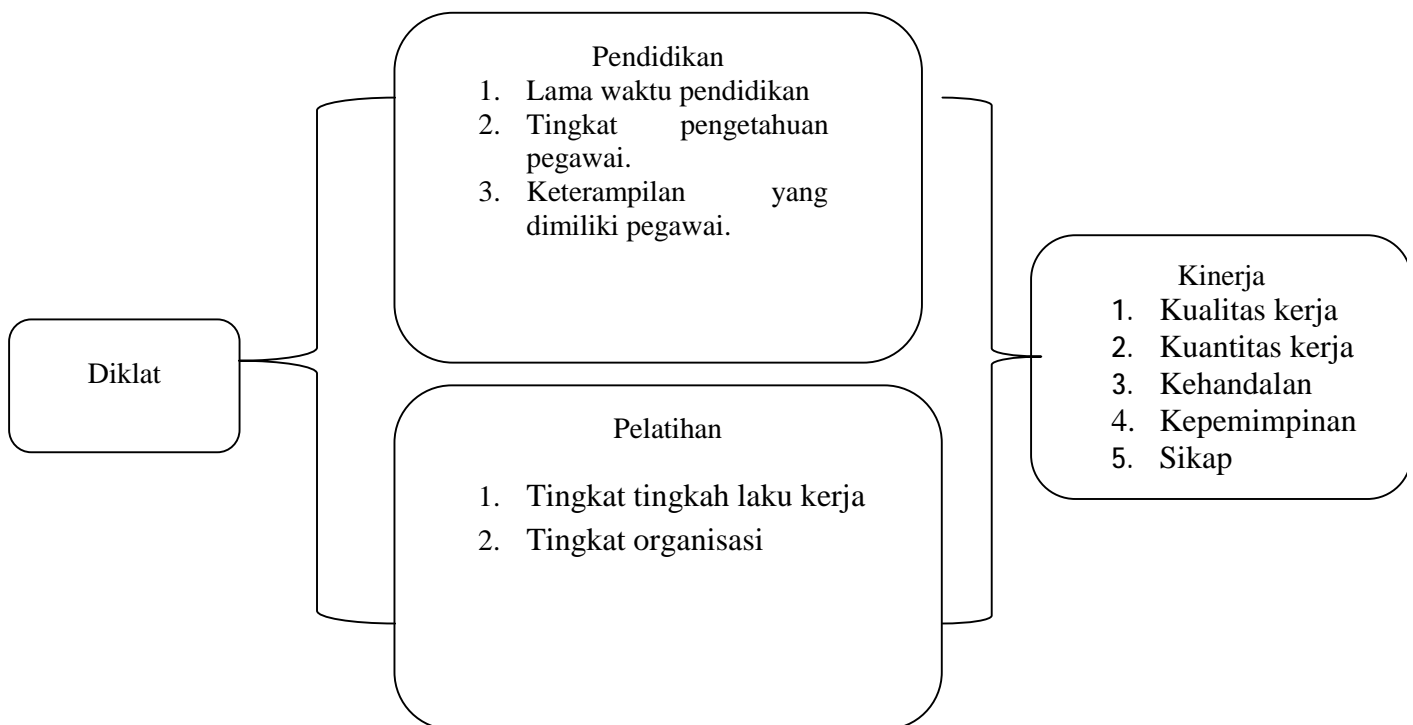 Diklat
Pendidikan
1. Lama waktu pendidikan
2. Tingkat pengetahuan
pegawai.
3. Keterampilan yang
dimiliki pegawai.
Pelatihan
1. Tingkat tingkah laku kerja
2. Tingkat organisasi
Kinerja
1. Kualitas kerja
2. Kuantitas kerja
3. Kehandalan
4. Kepemimpinan
5. Sikap